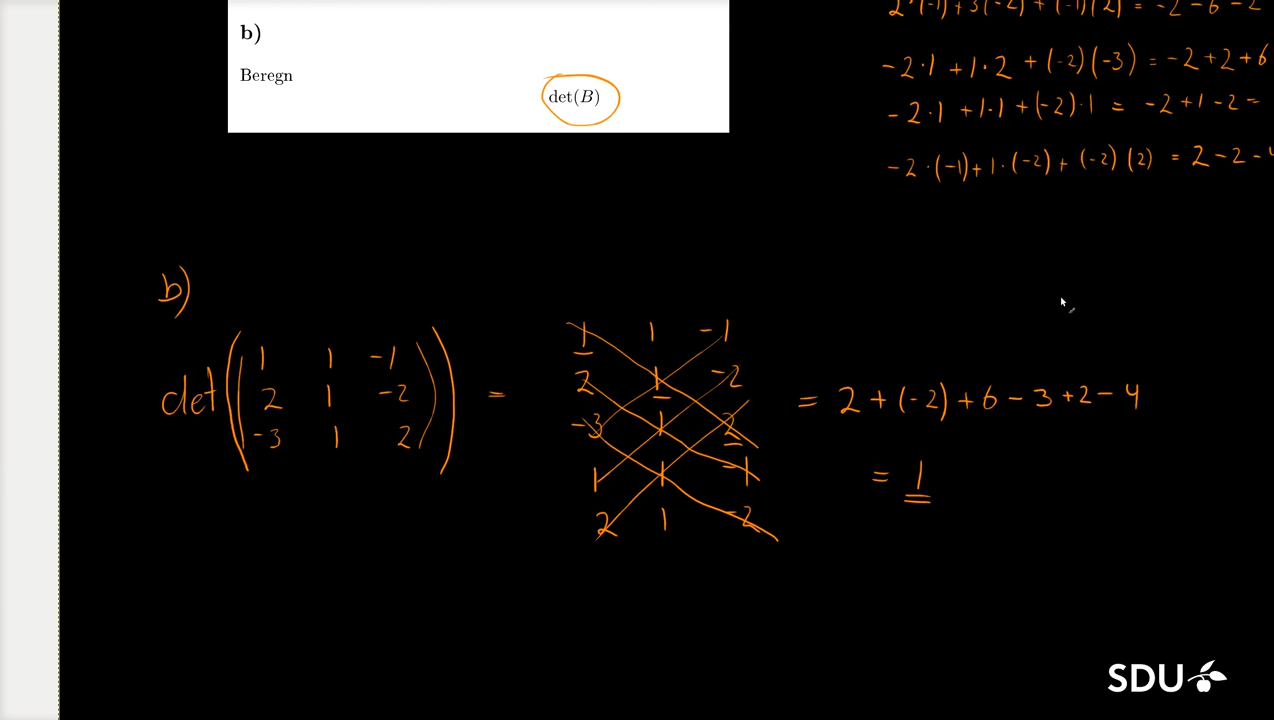 b)
Beregn
det(B)
2·(-1)+3(-2)+(-1)(2) = -2-6-2
-2·1 +1·2 +(-2)(-3) = -2+2+6
-2·1 +1·1+(-2)·1 = -2+1-2=
-2·(-1)+1·(-2)+(-2)(2) = 2-2-4
b)
det((1 1 -1
2 1 -2
-3 1 2)) =
1 1 -1
2 1 -2
-3 1 2
1 1 -1
2 1 -2
= 2+(-2)+6-3+2-4
= 1
SDU